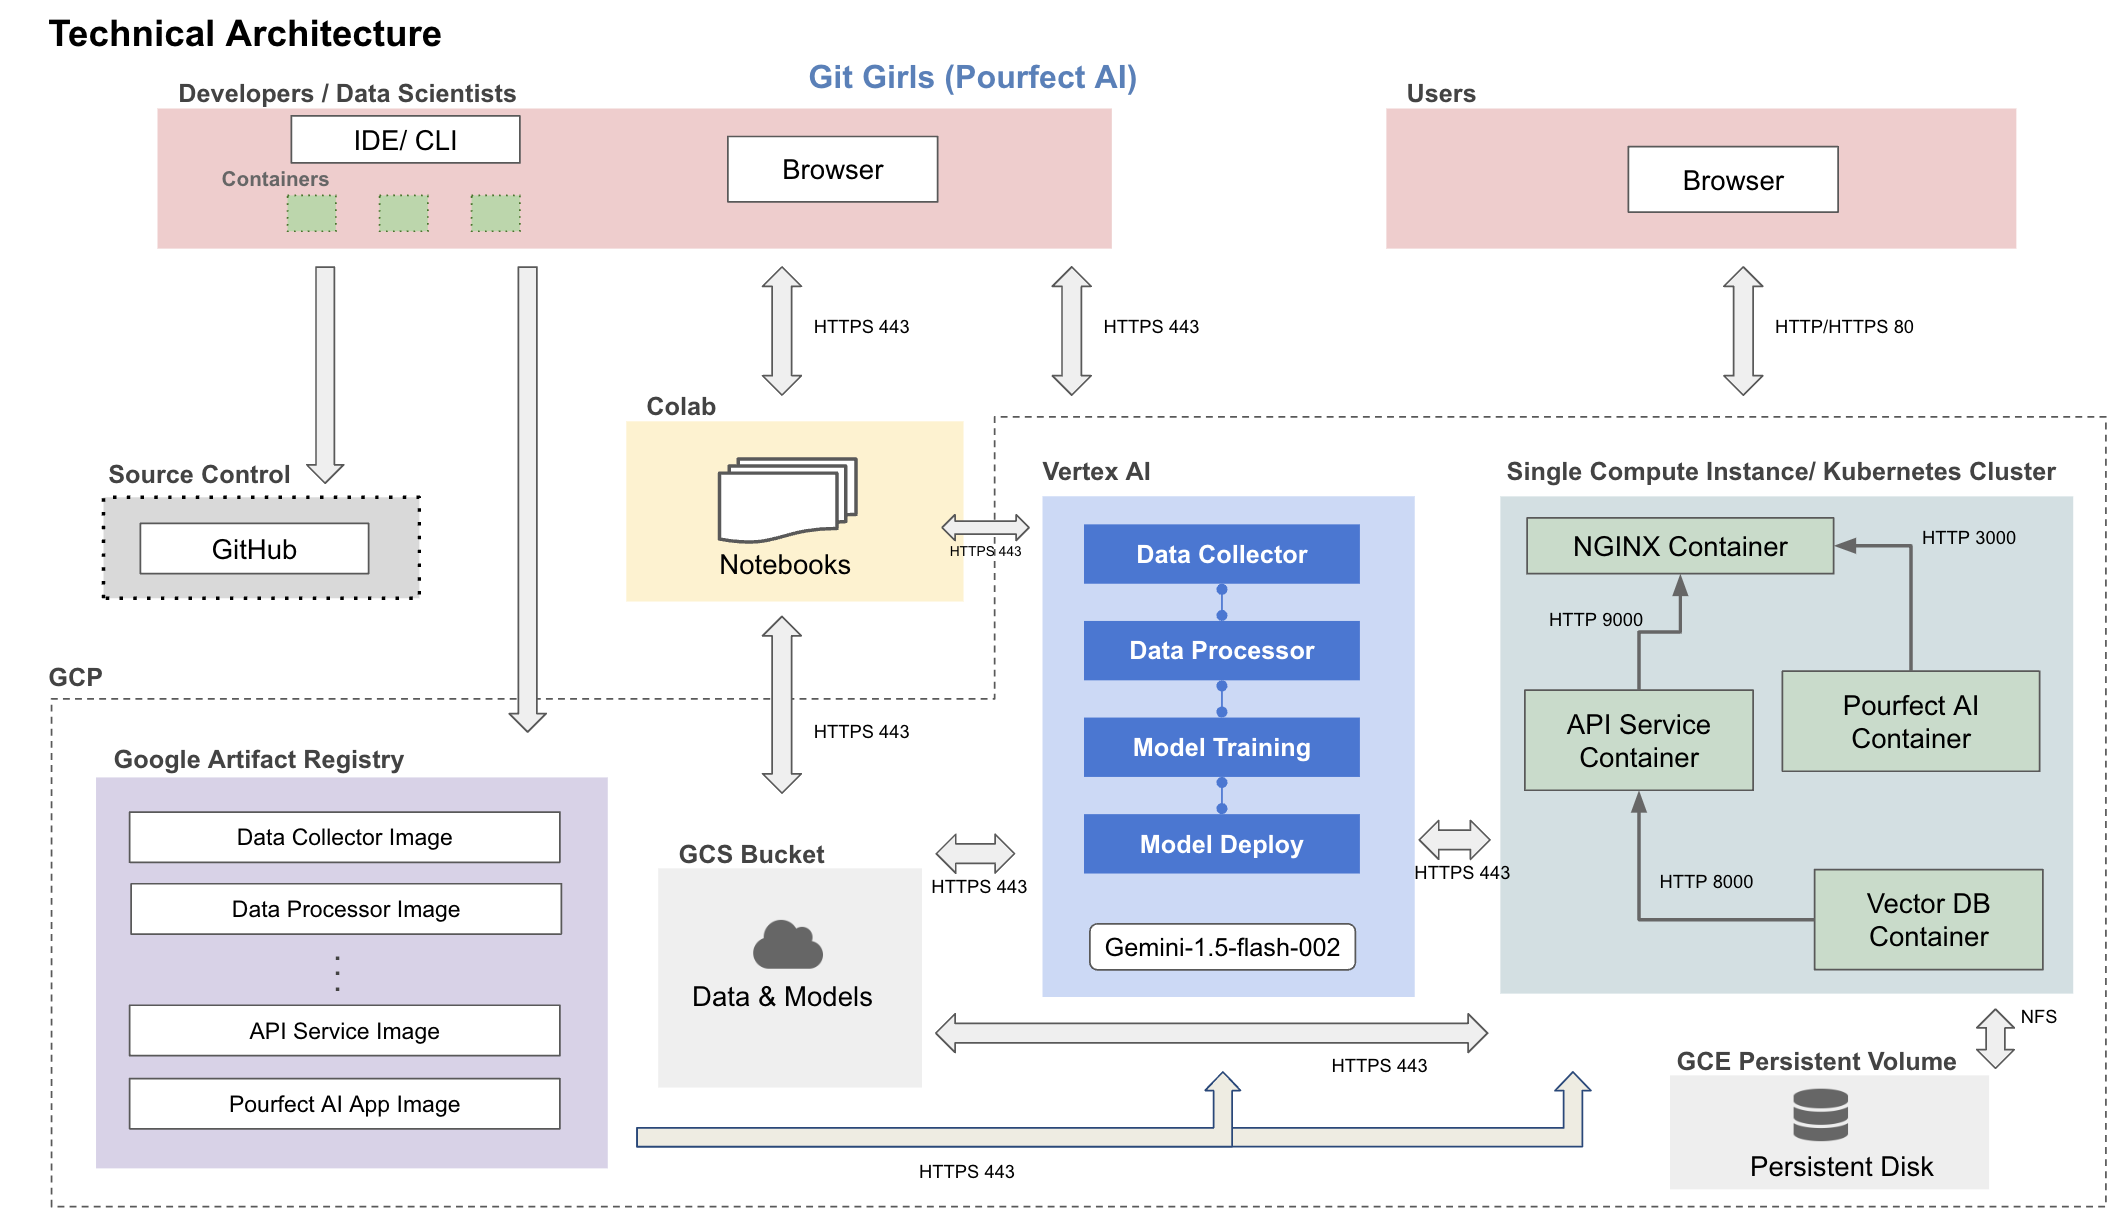 Technical Architecture
Git Girls (Pourfect AI)
Developers / Data Scientists
IDE/ CLI
Containers
Browser
Users
Browser
HTTPS 443
HTTPS 443
HTTP/HTTPS 80
Source Control
GitHub
Colab
Notebooks
HTTPS 443
HTTPS 443
GCP
Google Artifact Registry
Data Collector Image
Data Processor Image
API Service Image
Pourfect AI App Image
GCS Bucket
Data & Models
HTTPS 443
Vertex AI
Data Collector
Data Processor
Model Training
Model Deploy
Gemini-1.5-flash-002
HTTPS 443
Single Compute Instance/ Kubernetes Cluster
NGINX Container
HTTP 3000
HTTP 9000
API Service
Container
Pourfect AI
Container
HTTP 8000
Vector DB
Container
HTTPS 443
HTTPS 443
NFS
GCE Persistent Volume
Persistent Disk